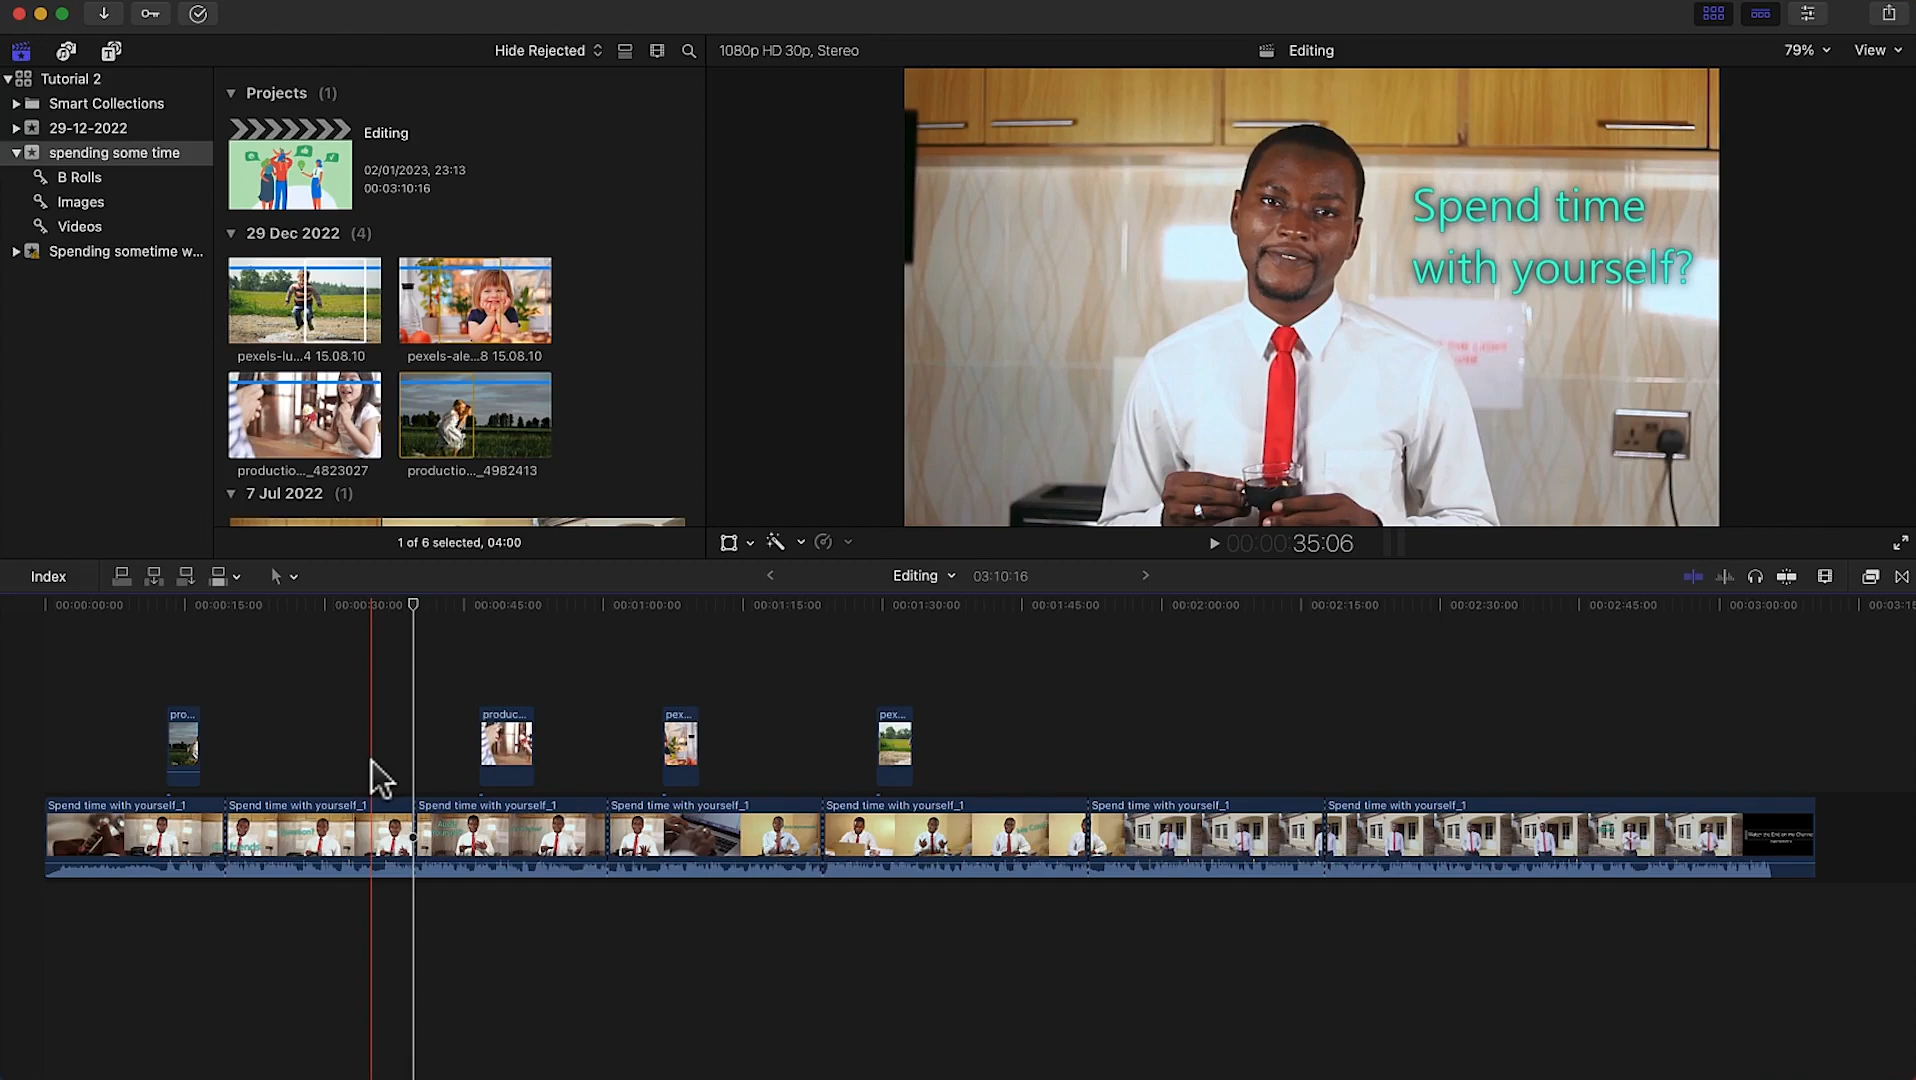 Hide Rejected
1080p HD 30p, Stereo
Editing
79%
View
Tutorial 2
Smart Collections
29-12-2022
spending some time
B Rolls
Images
Videos
Spending sometime w...
Projects (1)
Editing
02/01/2023, 23:13
00:03:10:16
29 Dec 2022 (4)
pexels-lu...4 15.08.10
pexels-ale...8 15.08.10
productio..._4823027
productio..._4982413
7 Jul 2022 (1)
1 of 6 selected, 04:00
Spend time
with yourself?
00:00:35:06
Index
Editing
03:10:16
00:00:00:00
00:00:15:00
00:00:30:00
00:00:45:00
00:01:00:00
00:01:15:00
00:01:30:00
00:01:45:00
00:02:00:00
00:02:15:00
00:02:30:00
00:02:45:00
00:03:00:00
00:03:15
pro...
produc...
pex...
pex...
Spend time with yourself_1
Spend time with yourself_1
Spend time with yourself_1
Spend time with yourself_1
Spend time with yourself_1
Spend time with yourself_1
Spend time with yourself_1